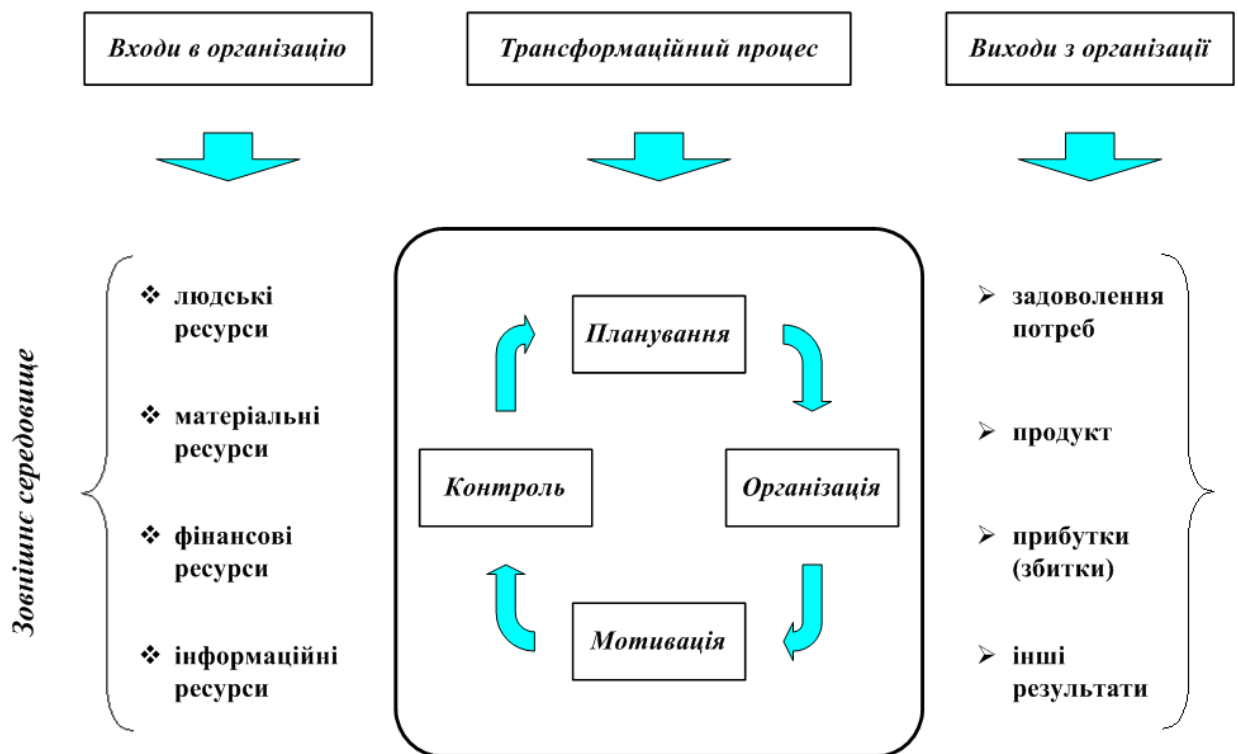 Входи в організацію
Трансформаційний процес
Виходи з організації
Зовнішнє середовище
людські
ресурси
матеріальні
ресурси
фінансові
ресурси
інформаційні
ресурси
Планування
Контроль
Організація
Мотивація
задоволення
потреб
продукт
прибутки
(збитки)
інші
результати